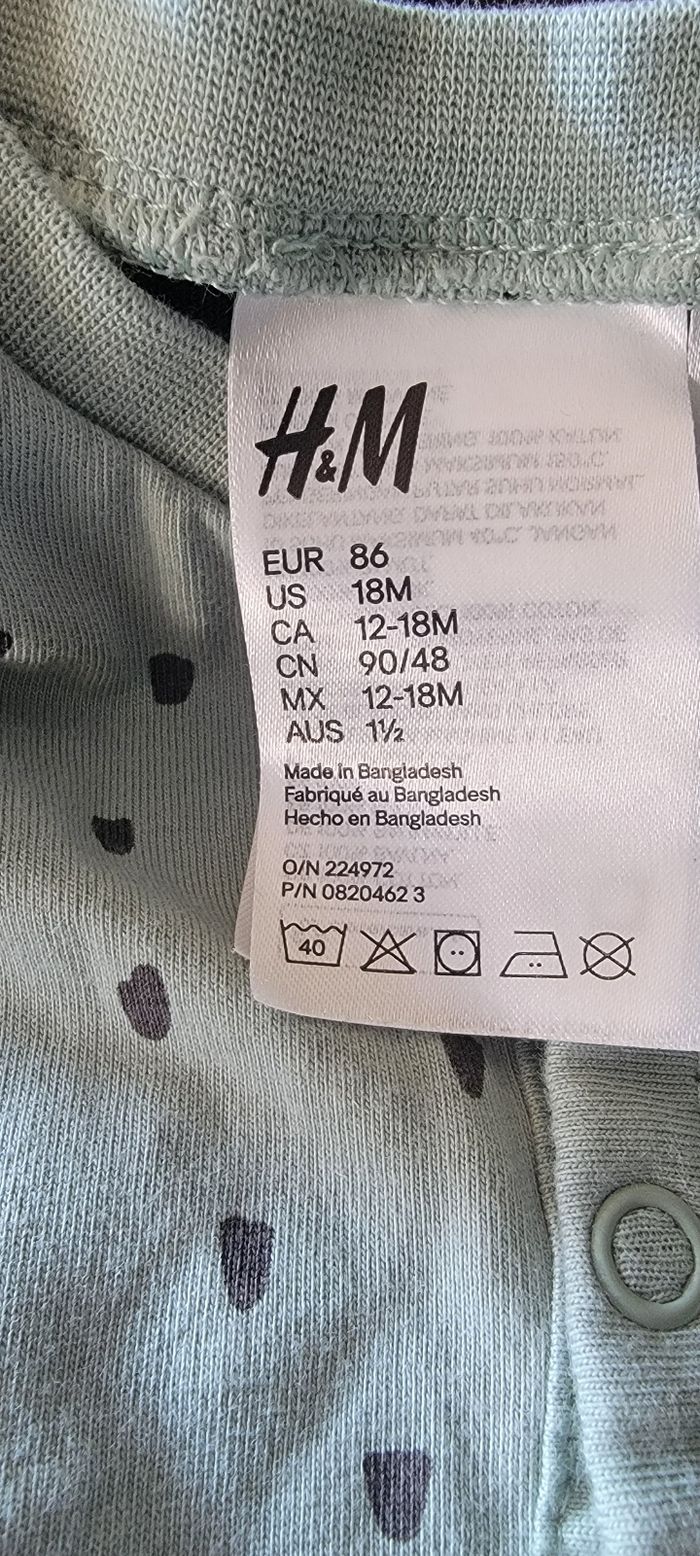 H&M
EUR 86
US 18M
CA 12-18M
CN 90/48
MX 12-18M
AUS 1½
Made in Bangladesh
Fabriqué au Bangladesh
Hecho en Bangladesh
O/N 224972
P/N 0820462 3
40